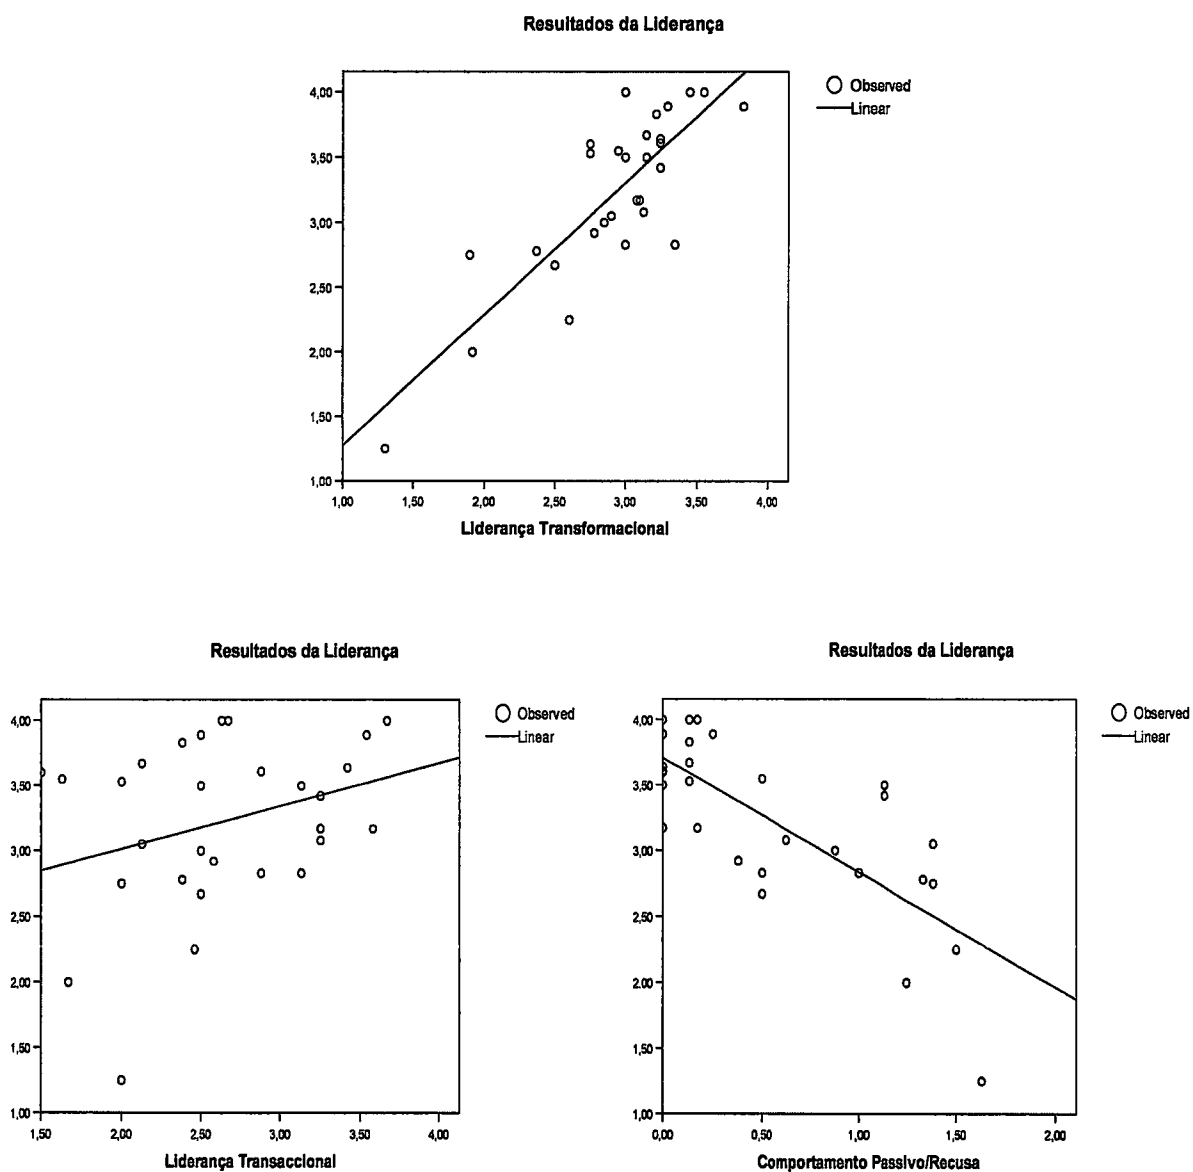 Resultados da Liderança
4,00
3,50
3,00
2,50
2,00
1,50
1,00
1,00 1,50 2,00 2,50 3,00 3,50 4,00
Liderança Transformacional
Observed
Linear
Resultados da Liderança
4,00
3,50
3,00
2,50
2,00
1,50
1,00
1,50 2,00 2,50 3,00 3,50 4,00
Liderança Transaccional
Observed
Linear
Resultados da Liderança
4,00
3,50
3,00
2,50
2,00
1,50
1,00
0,00 0,50 1,00 1,50 2,00
Comportamento Passivo/Recusa
Observed
Linear